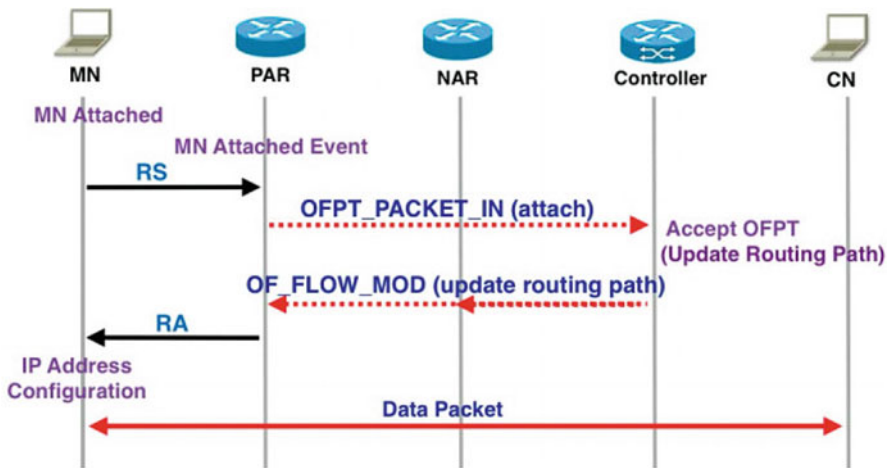 MN
PAR
NAR
Controller
CN
MN Attached
MN Attached Event
RS
OFPT_PACKET_IN (attach)
Accept OFPT
(Update Routing Path)
OF_FLOW_MOD (update routing path)
RA
IP Address
Configuration
Data Packet